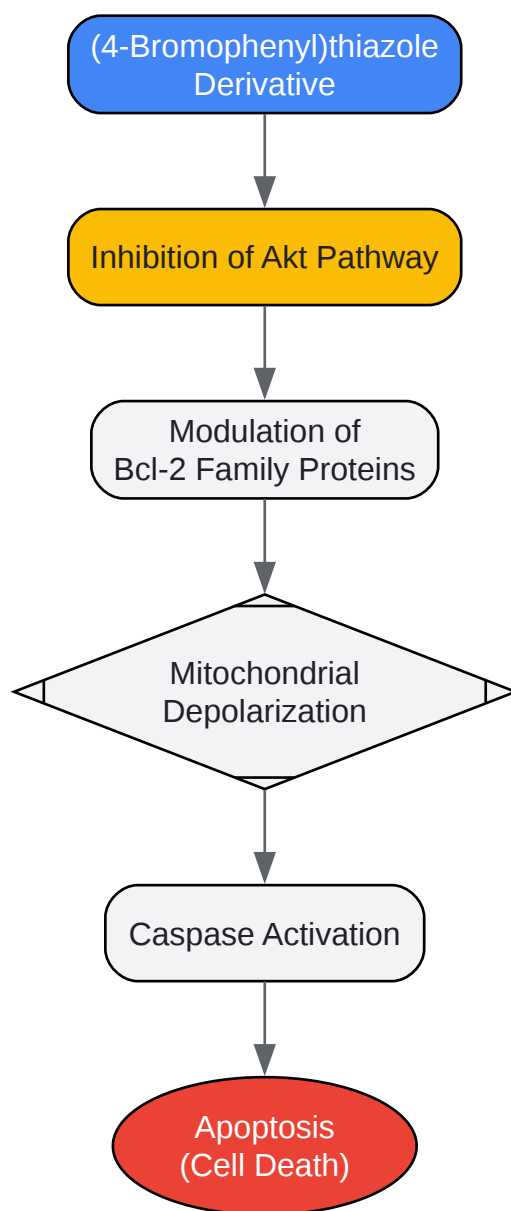 (4-Bromophenyl)thiazole
Derivative
Inhibition of Akt Pathway
Modulation of
Bcl-2 Family Proteins
Mitochondrial
Depolarization
Caspase Activation
Apoptosis
(Cell Death)